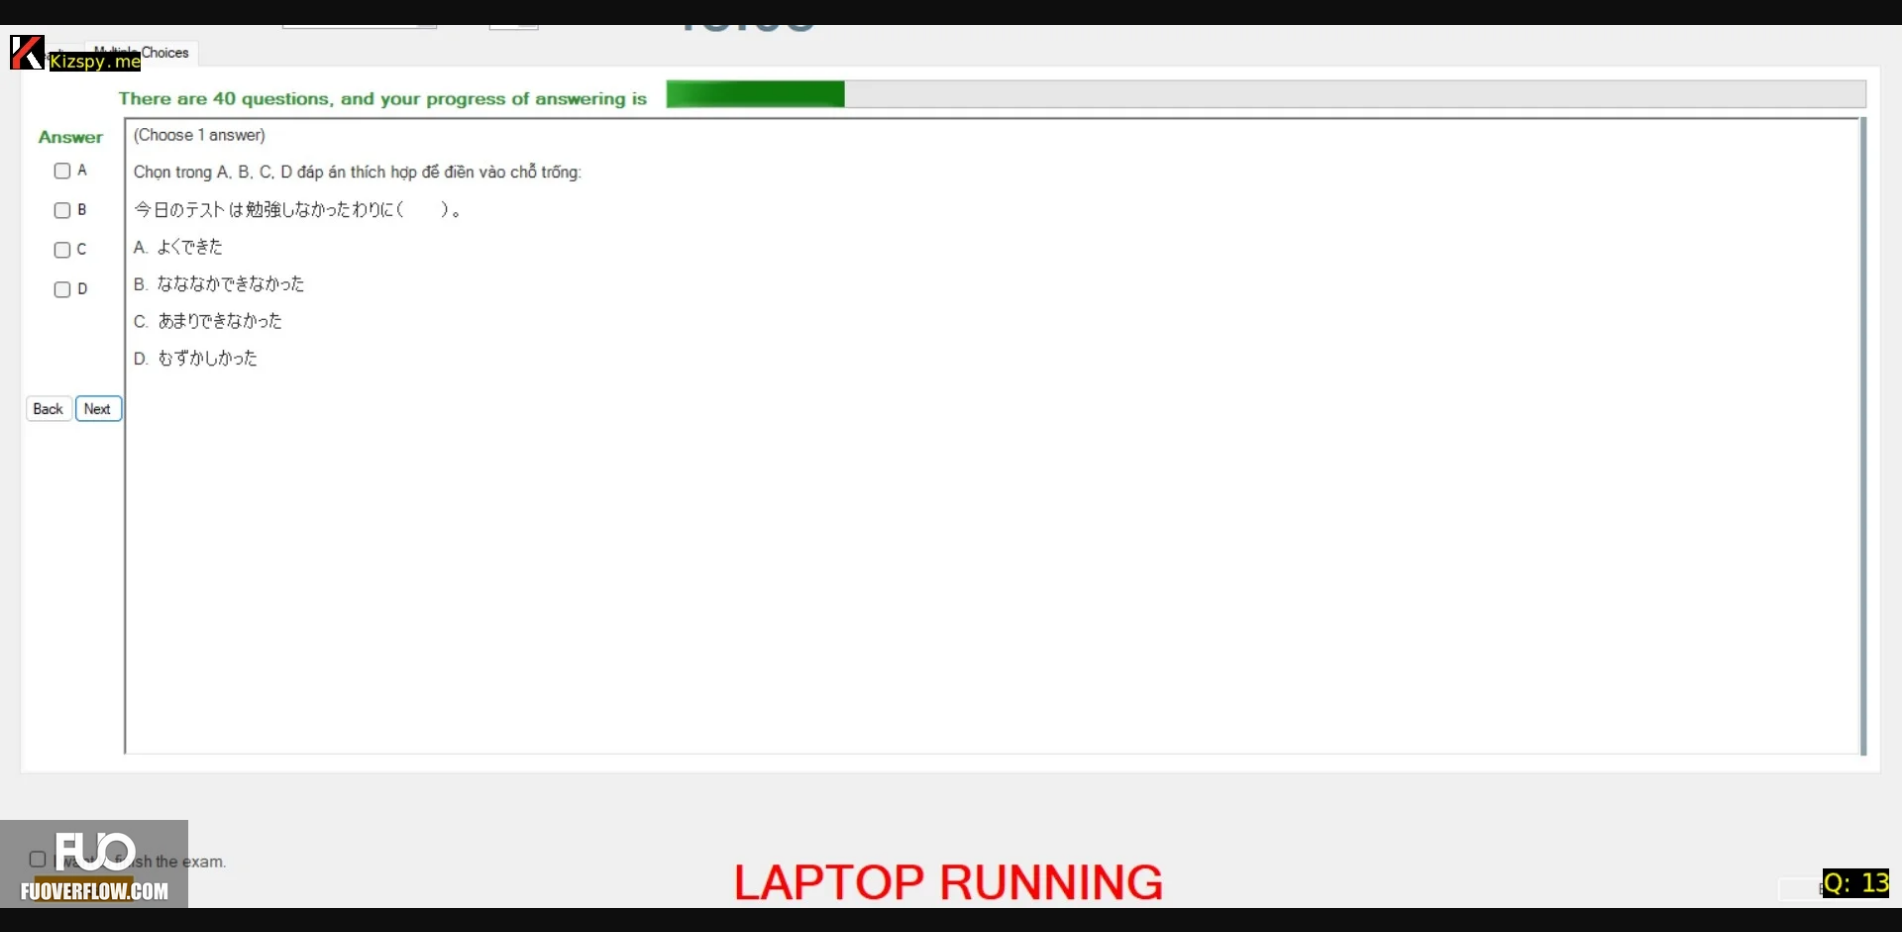 Choices
Kizspy.me
There are 40 questions, and your progress of answering is
Answer
(Choose 1 answer)
A
Chọn trong A, B, C, D đáp án thích hợp để điền vào chỗ trống:
B
今日のテストは勉強しなかったわりに(　　)。
C
A. よくできた
D
B. なななかできなかった
C. あまりできなかった
D. むずかしかった
Back Next
FUO
finish the exam.
FUOVERFLOW.COM
LAPTOP RUNNING
Q: 13